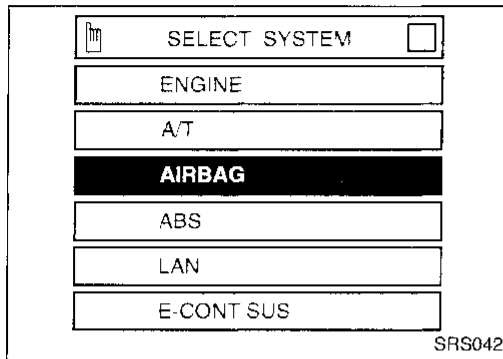 SELECT SYSTEM
ENGINE
A/T
AIRBAG
ABS
LAN
E-CONT SUS
SRS042